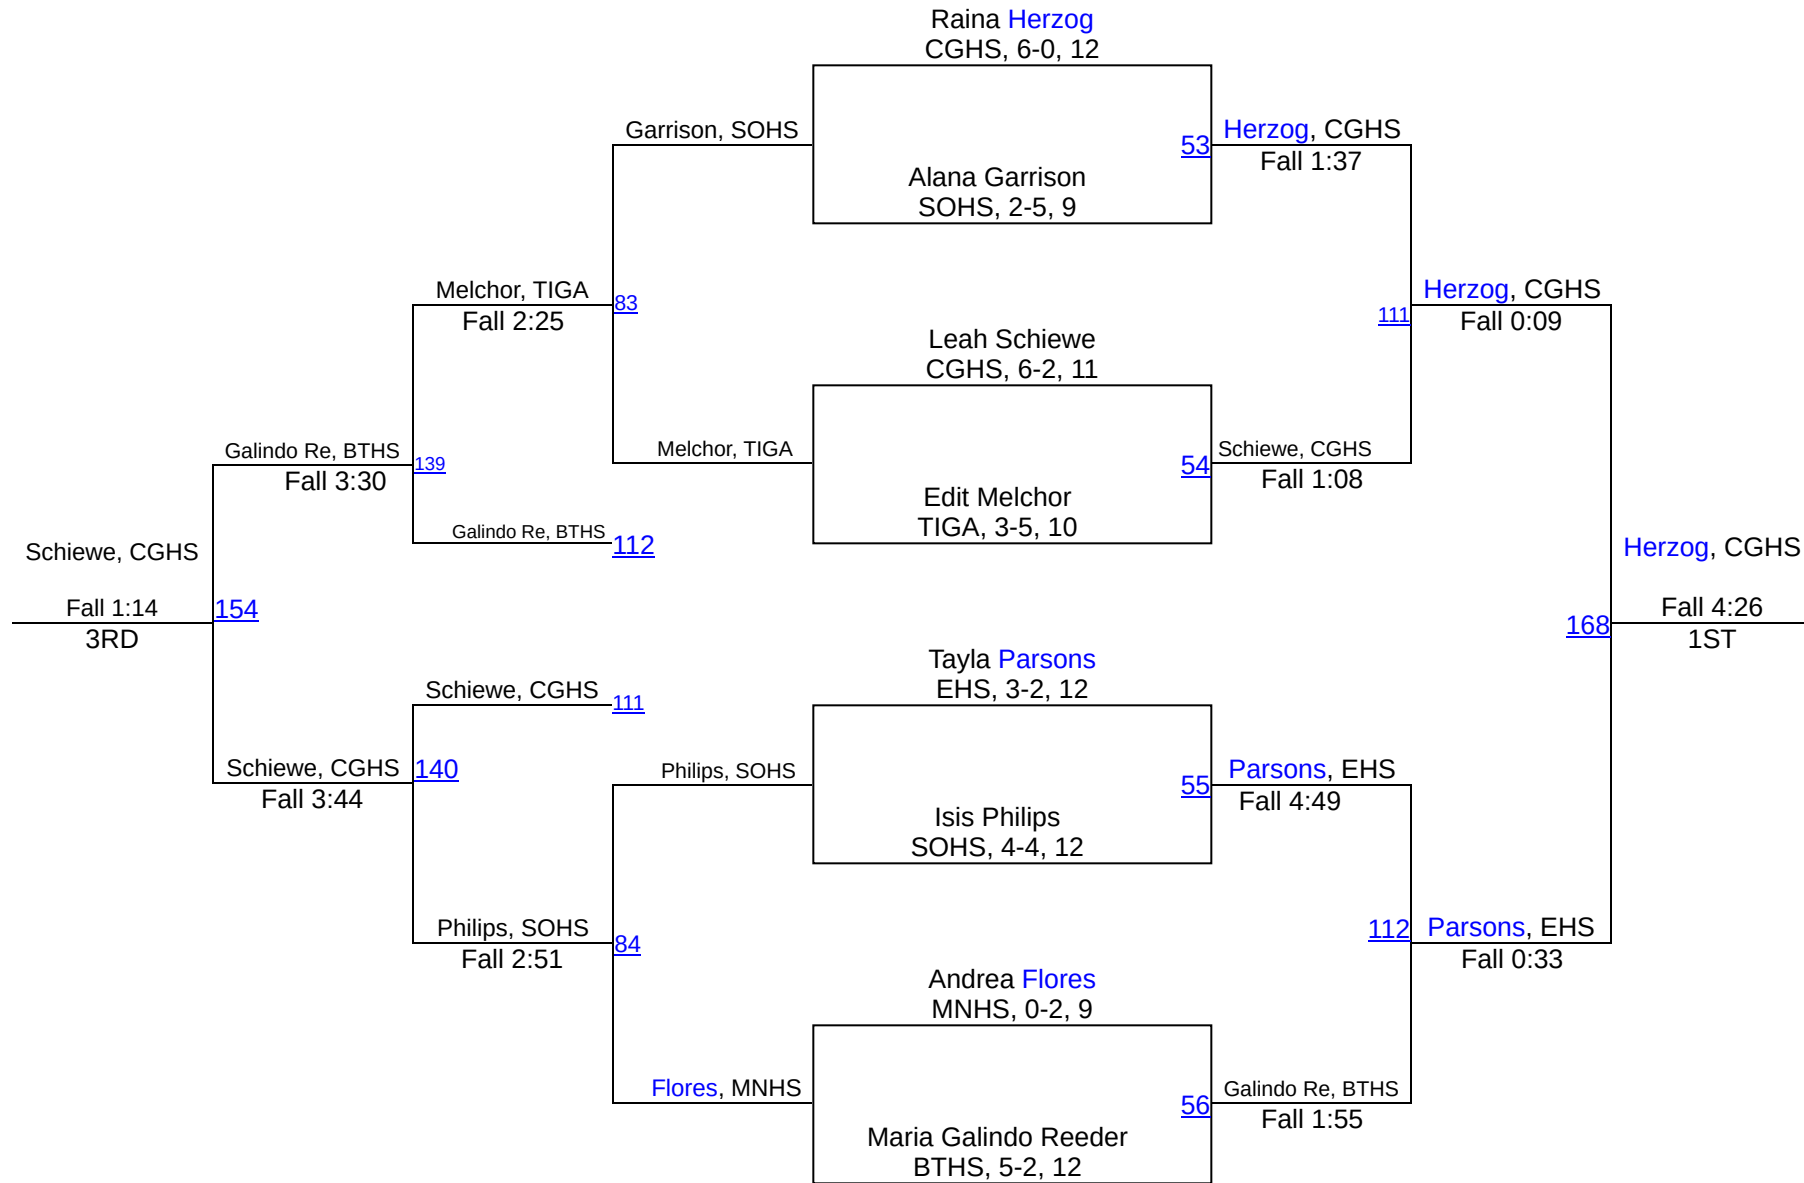 Raina Herzog
CGHS, 6-0, 12
Garrison, SOHS
53
Herzog, CGHS
Fall 1:37
Alana Garrison
SOHS, 2-5, 9
Melchor, TIGA
Fall 2:25
83
111
Herzog, CGHS
Fall 0:09
Leah Schiewe
CGHS, 6-2, 11
Galindo Re, BTHS
Fall 3:30
139
Melchor, TIGA
54
Schiewe, CGHS
Fall 1:08
Edit Melchor
TIGA, 3-5, 10
Galindo Re, BTHS
112
Schiewe, CGHS
Fall 1:14
3RD
154
Herzog, CGHS
168
Fall 4:26
1ST
Tayla Parsons
EHS, 3-2, 12
Schiewe, CGHS
111
Schiewe, CGHS
Fall 3:44
140
Philips, SOHS
55
Parsons, EHS
Fall 4:49
Isis Philips
SOHS, 4-4, 12
Philips, SOHS
Fall 2:51
84
112
Parsons, EHS
Fall 0:33
Andrea Flores
MNHS, 0-2, 9
Flores, MNHS
56
Galindo Re, BTHS
Fall 1:55
Maria Galindo Reeder
BTHS, 5-2, 12